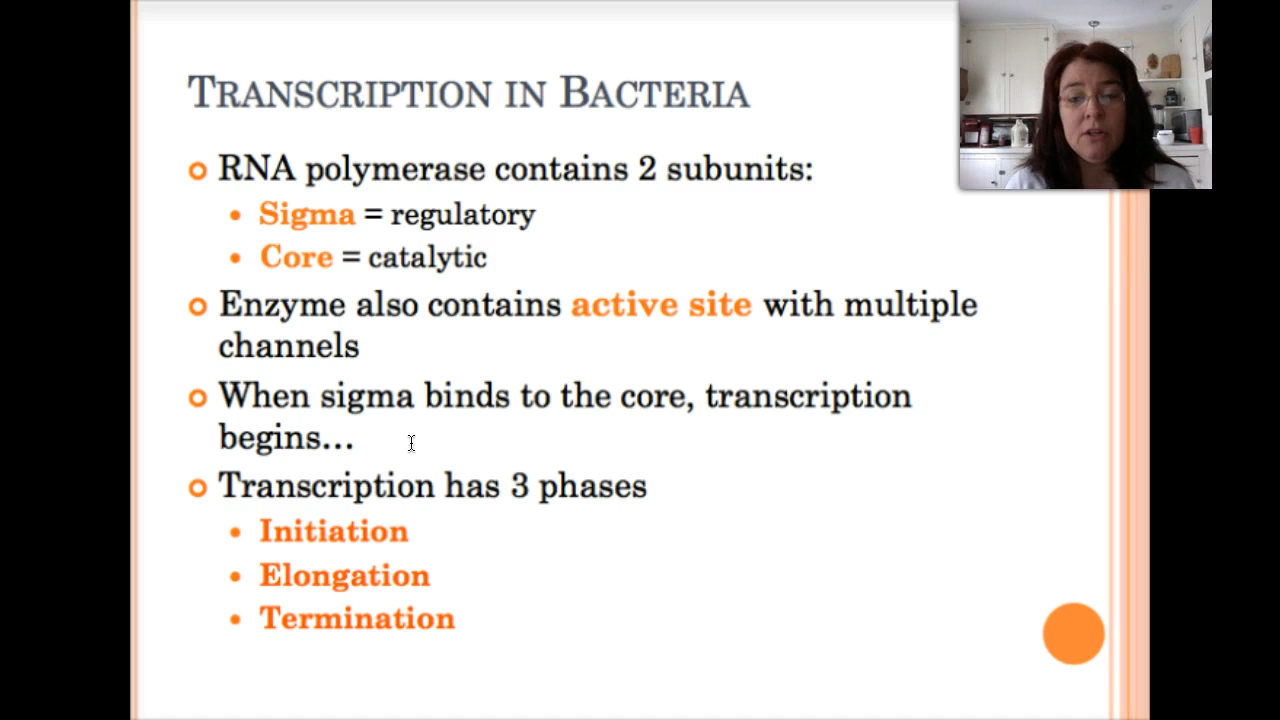 Transcription in Bacteria
RNA polymerase contains 2 subunits:
Sigma = regulatory
Core = catalytic
Enzyme also contains active site with multiple
channels
When sigma binds to the core, transcription
begins...
Transcription has 3 phases
Initiation
Elongation
Termination